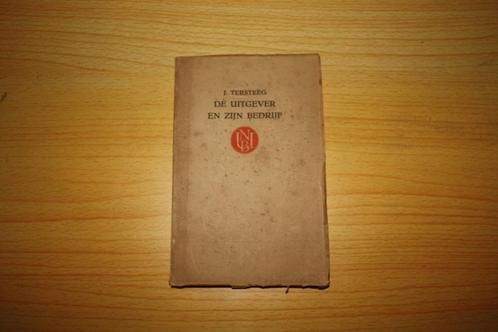 J. TERSTEEG
DE UITGEVER
EN ZIJN BEDRIJF